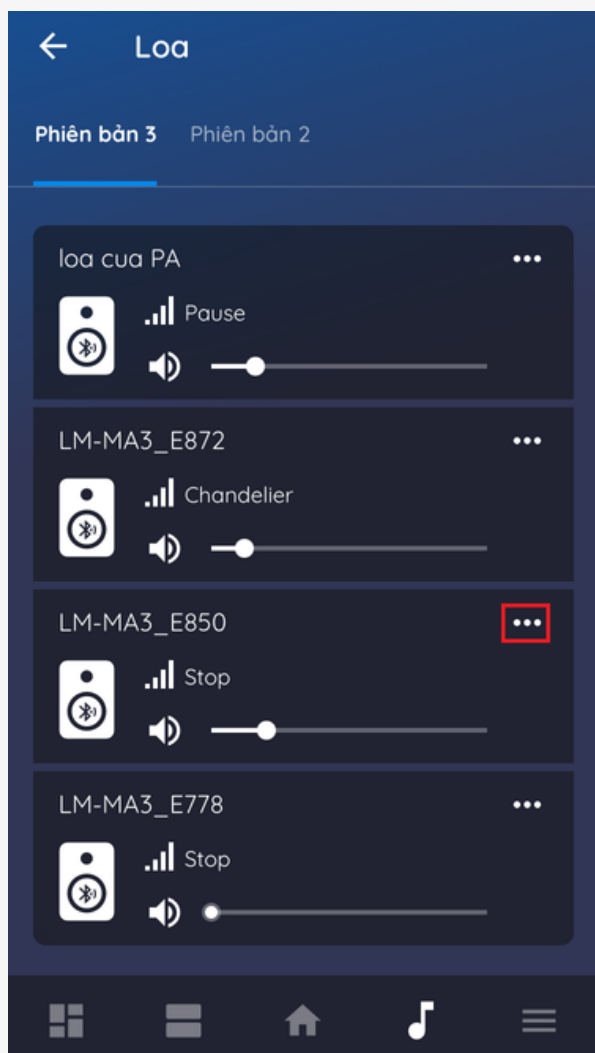 Loa
Phiên bản 3 Phiên bản 2
loa cua PA
Pause
LM-MA3_E872
Chandelier
LM-MA3_E850
Stop
LM-MA3_E778
Stop